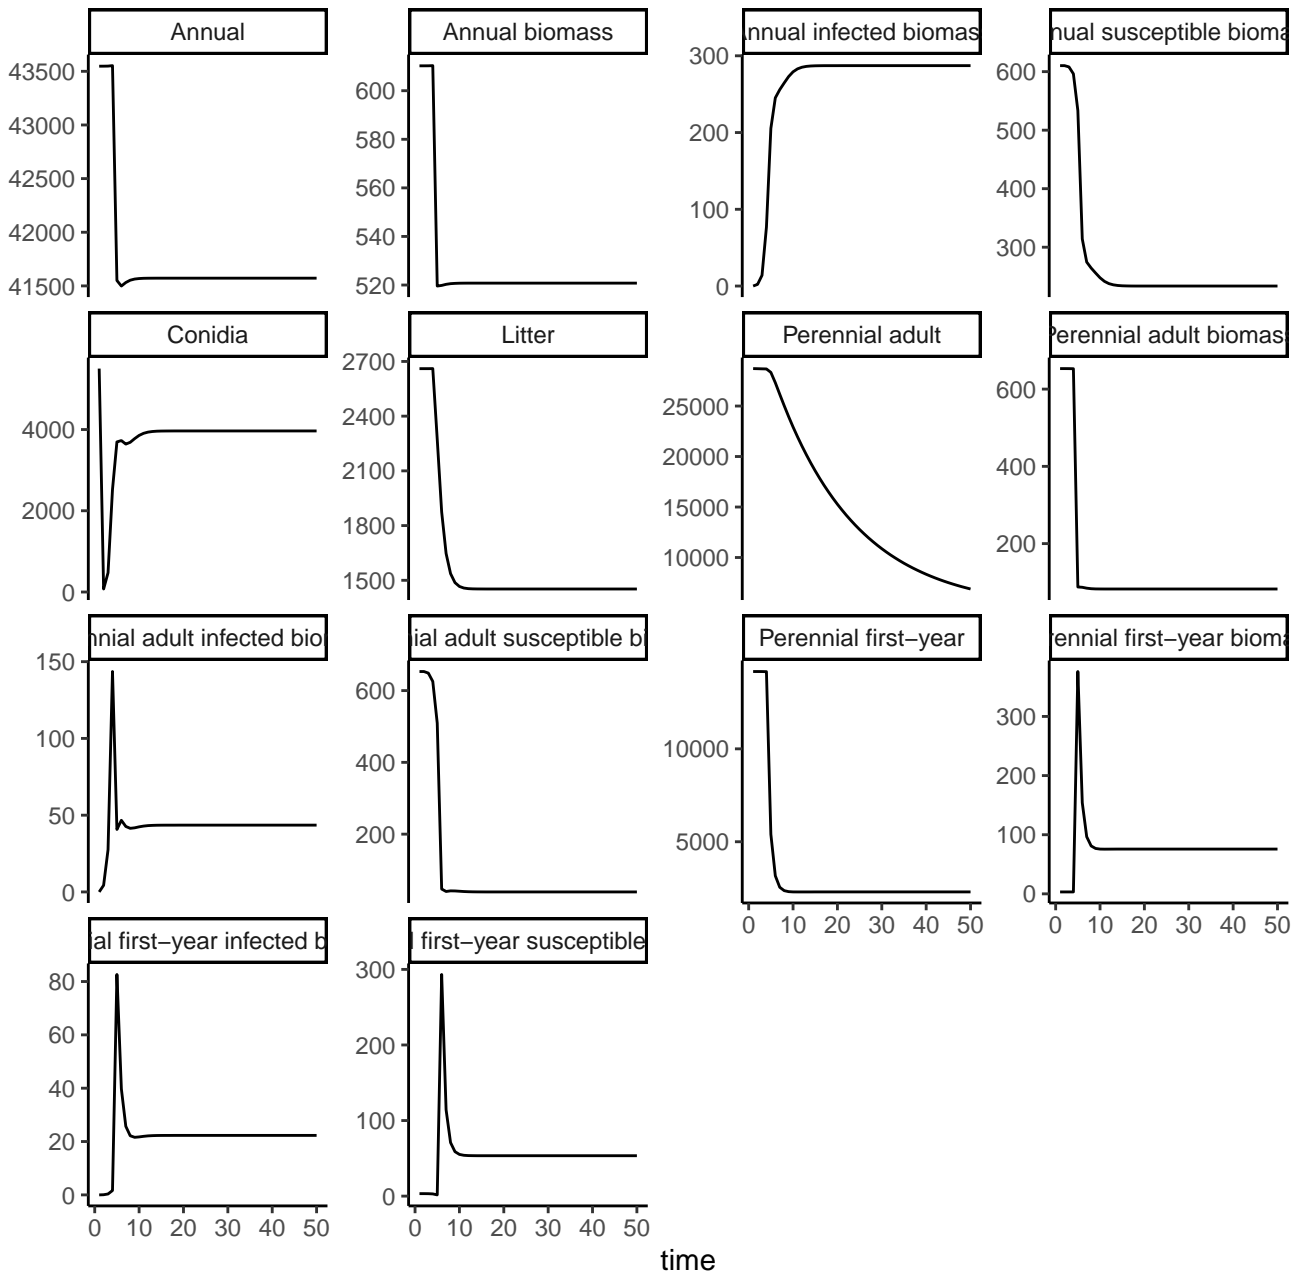 Annual
Annual biomass
Annual infected biomas
nual susceptible bioma
43500
43000
42500
42000
41500
600
580
560
540
520
300
200
100
0
600
500
400
300
Conidia
Litter
Perennial adult
Perennial adult biomas
4000
2000
0
2700
2400
2100
1800
1500
25000
20000
15000
10000
600
400
200
nnial adult infected bio
ial adult susceptible bi
Perennial first−year
rennial first−year bioma
150
100
50
0
600
400
200
10000
5000
0 10 20 30 40 50
300
200
100
0
0 10 20 30 40 50
ial first−year infected b
l first−year susceptible
80
60
40
20
0
0 10 20 30 40 50
300
200
100
0
0 10 20 30 40 50
time